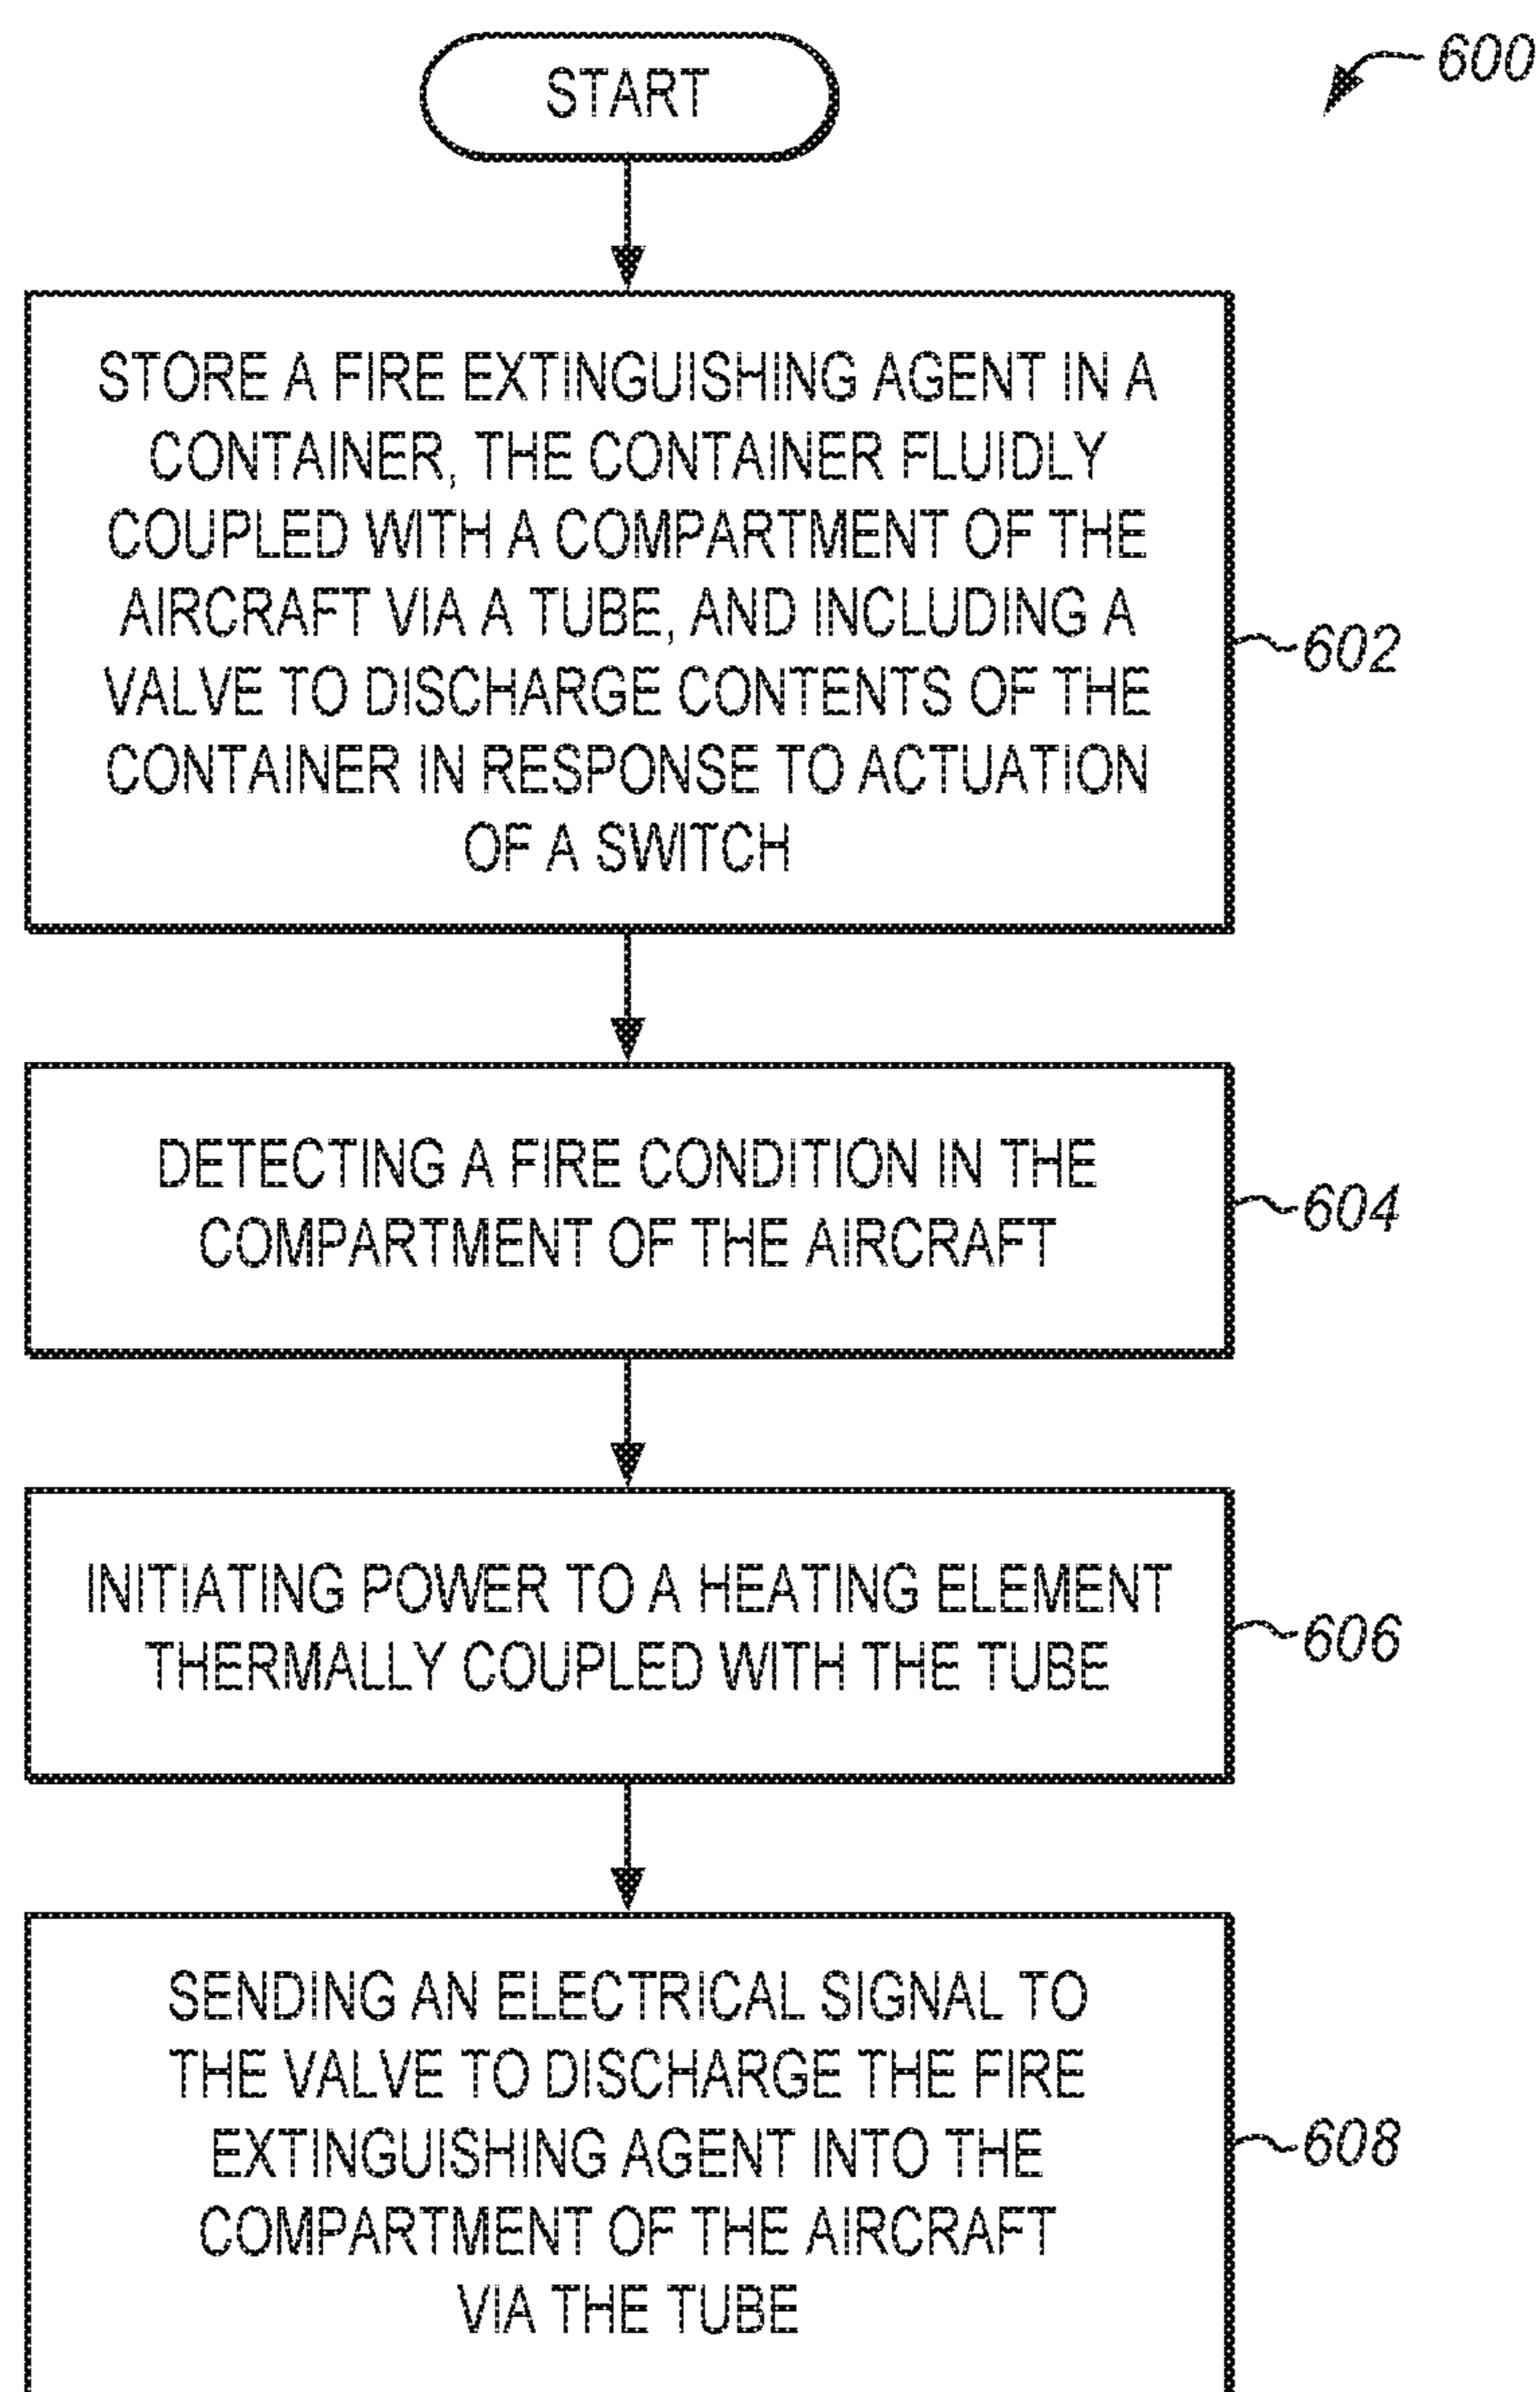 START
600
STORE A FIRE EXTINGUISHING AGENT IN A
CONTAINER, THE CONTAINER FLUIDLY
COUPLED WITH A COMPARTMENT OF THE
AIRCRAFT VIA A TUBE, AND INCLUDING A
VALVE TO DISCHARGE CONTENTS OF THE
CONTAINER IN RESPONSE TO ACTUATION
OF A SWITCH
602
DETECTING A FIRE CONDITION IN THE
COMPARTMENT OF THE AIRCRAFT
604
INITIATING POWER TO A HEATING ELEMENT
THERMALLY COUPLED WITH THE TUBE
606
SENDING AN ELECTRICAL SIGNAL TO
THE VALVE TO DISCHARGE THE FIRE
EXTINGUISHING AGENT INTO THE
COMPARTMENT OF THE AIRCRAFT
VIA THE TUBE
608